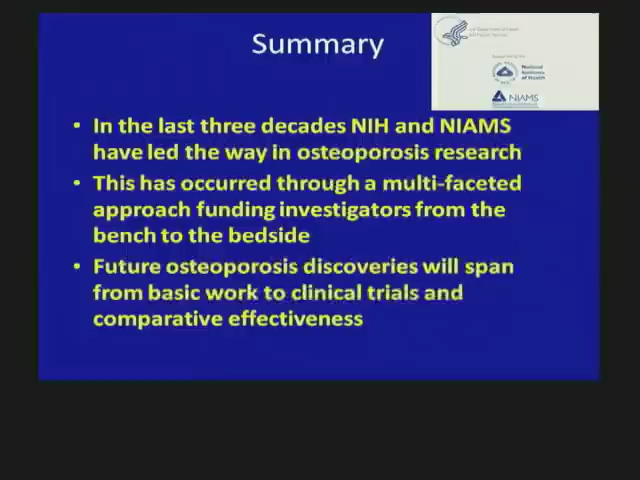 Summary
National
Institutes
of Health
NIAMS
• In the last three decades NIH and NIAMS
have led the way in osteoporosis research
• This has occurred through a multi-faceted
approach funding investigators from the
bench to the bedside
• Future osteoporosis discoveries will span
from basic work to clinical trials and
comparative effectiveness